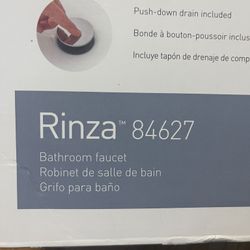 Push-down drain included
Bonde à bouton-poussoir
Incluye tapón de drenaje de
Rinza™ 84627
Bathroom faucet
Robinet de salle de bain
Grifo para baño